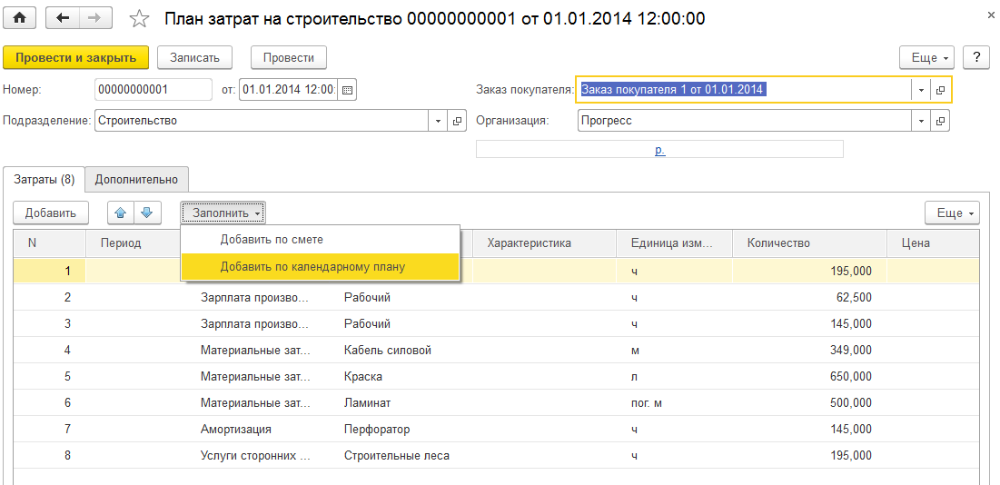 План затрат на строительство 00000000001 от 01.01.2014 12:00:00
Провести и закрыть Записать Провести Еще ?
Номер: 00000000001 от: 01.01.2014 12:00: Заказ покупателя: Заказ покупателя 1 от 01.01.2014
Подразделение: Строительство Организация: Прогресс
р.
Затраты (8) Дополнительно
Добавить Заполнить Еще
Добавить по смете
Добавить по календарному плану
N Период Характеристика Единица изм... Количество Цена
1 ч 195,000
2 Зарплата произво... Рабочий ч 62,500
3 Зарплата произво... Рабочий ч 145,000
4 Материальные зат... Кабель силовой м 349,000
5 Материальные зат... Краска л 650,000
6 Материальные зат... Ламинат пог. м 500,000
7 Амортизация Перфоратор ч 145,000
8 Услуги сторонних ... Строительные леса ч 195,000